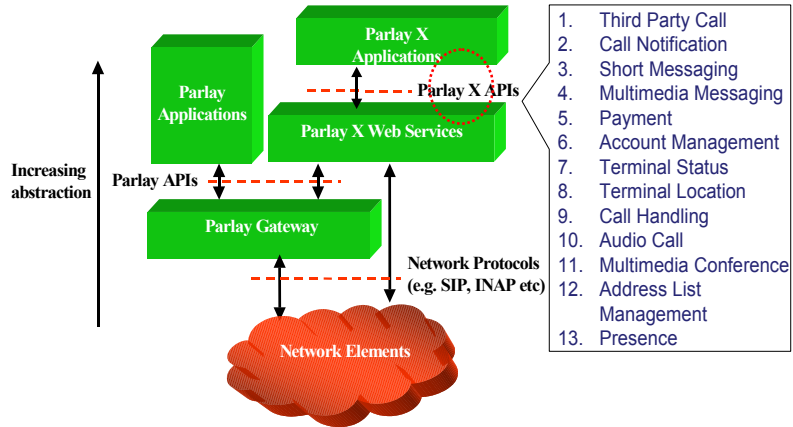 Parlay X
Applications
Parlay
Applications
Parlay X APIs
Parlay X Web Services
Increasing
abstraction
Parlay APIs
Parlay Gateway
Network Protocols
(e.g. SIP, INAP etc)
Network Elements
1. Third Party Call
2. Call Notification
3. Short Messaging
4. Multimedia Messaging
5. Payment
6. Account Management
7. Terminal Status
8. Terminal Location
9. Call Handling
10. Audio Call
11. Multimedia Conference
12. Address List
Management
13. Presence